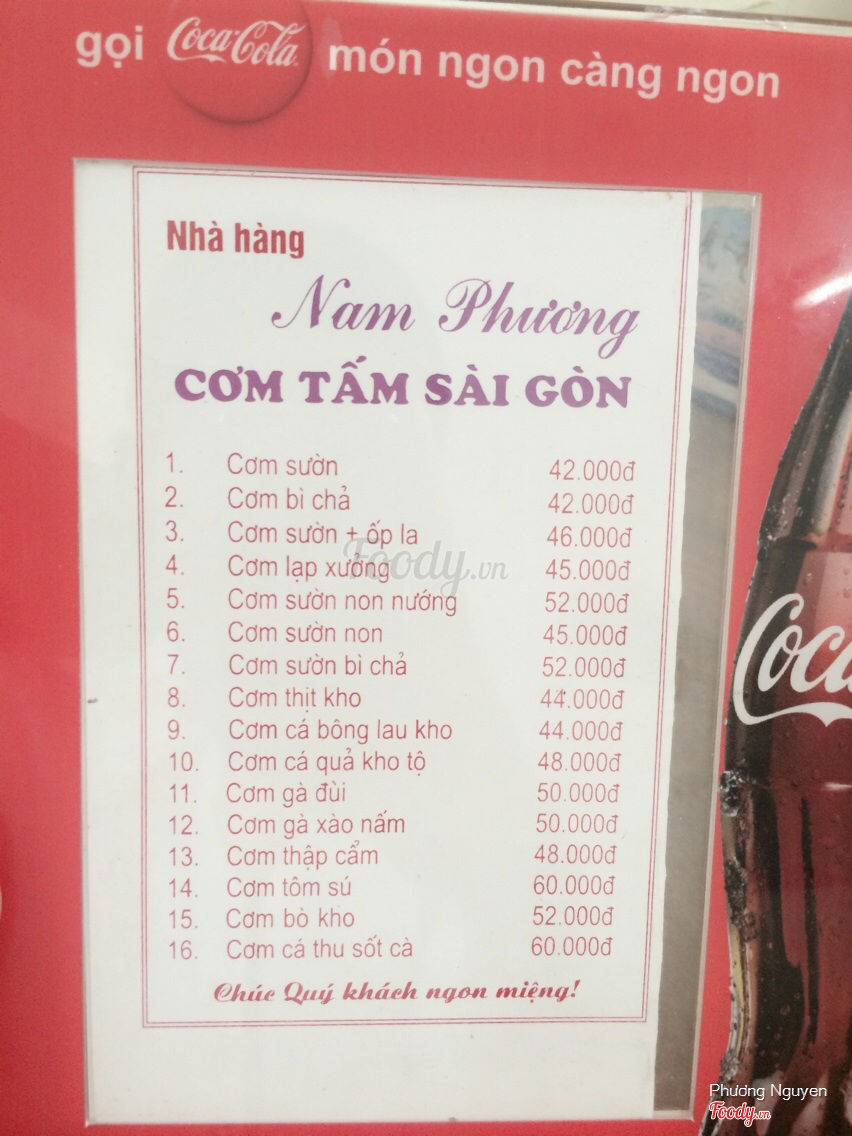 gọi Coca-Cola món ngon càng ngon
Nhà hàng
Nam Phương
CƠM TẤM SÀI GÒN
1. Cơm sườn 42.000đ
2. Cơm bì chả 42.000đ
3. Cơm sườn + ốp la 46.000đ
4. Cơm lạp xưởng 45.000đ
5. Cơm sườn non nướng 52.000đ
6. Cơm sườn non 45.000đ
7. Cơm sườn bì chả 52.000đ
8. Cơm thịt kho 44.000đ
9. Cơm cá bông lau kho 44.000đ
10. Cơm cá quả kho tộ 48.000đ
11. Cơm gà đùi 50.000đ
12. Cơm gà xào nấm 50.000đ
13. Cơm thập cẩm 48.000đ
14. Cơm tôm sú 60.000đ
15. Cơm bò kho 52.000đ
16. Cơm cá thu sốt cà 60.000đ
Chúc Quý khách ngon miệng!
Foody.vn
Coca
Phương Nguyen
Foody.vn